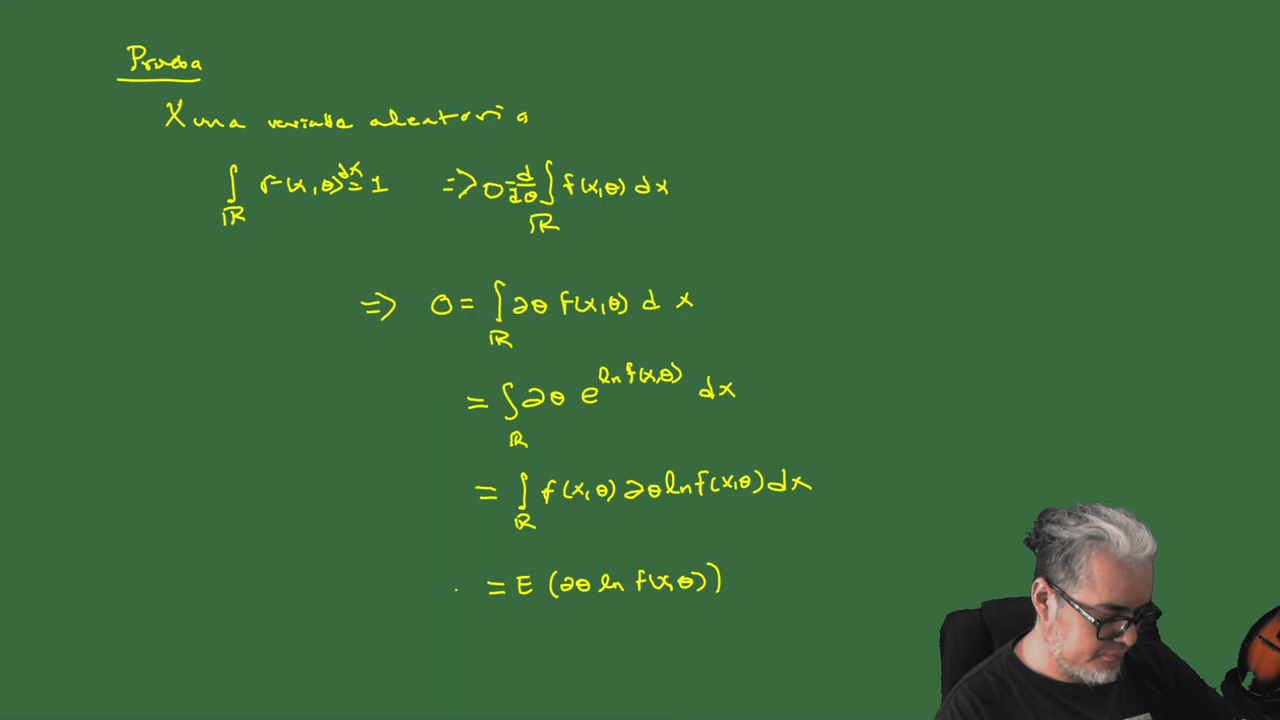 Prueba
X una variable aleatoria
∫_ℝ f(x,θ) dx = 1 ⇒ 0 = d/dθ ∫_ℝ f(x,θ) dx
⇒ 0 = ∫_ℝ ∂θ f(x,θ) dx
= ∫_ℝ ∂θ e^{ln f(x,θ)} dx
= ∫_ℝ f(x,θ) ∂θ ln f(x,θ) dx
= E (∂θ ln f(x,θ))